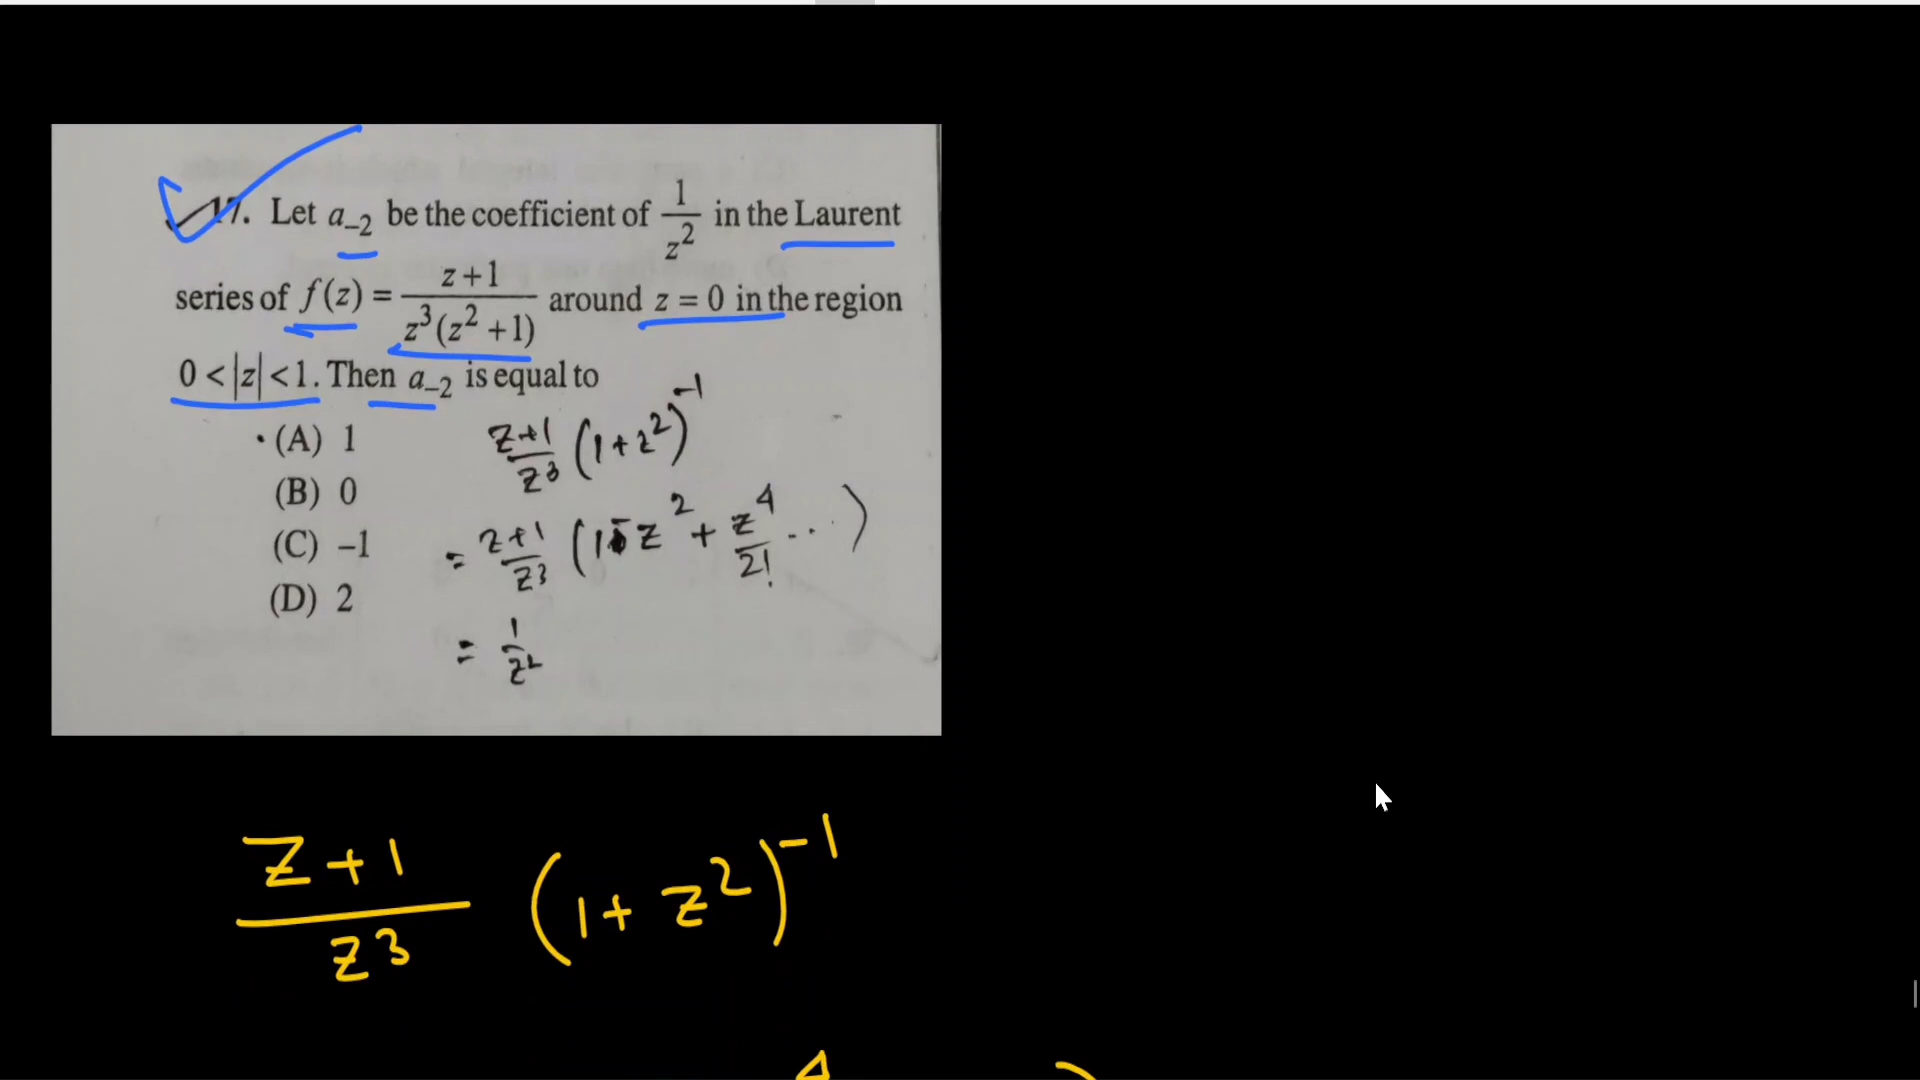 17. Let a₋₂ be the coefficient of 1/z² in the Laurent
series of f(z) = (z+1)/(z³(z²+1)) around z = 0 in the region
0 < |z| < 1. Then a₋₂ is equal to
(A) 1
(B) 0
(C) –1
(D) 2
(z+1)/z³ (1+z²)⁻¹
= (z+1)/z³ (1-z² + z⁴/2! ...)
= 1/z²
(z+1)/z³ (1+z²)⁻¹
4 )